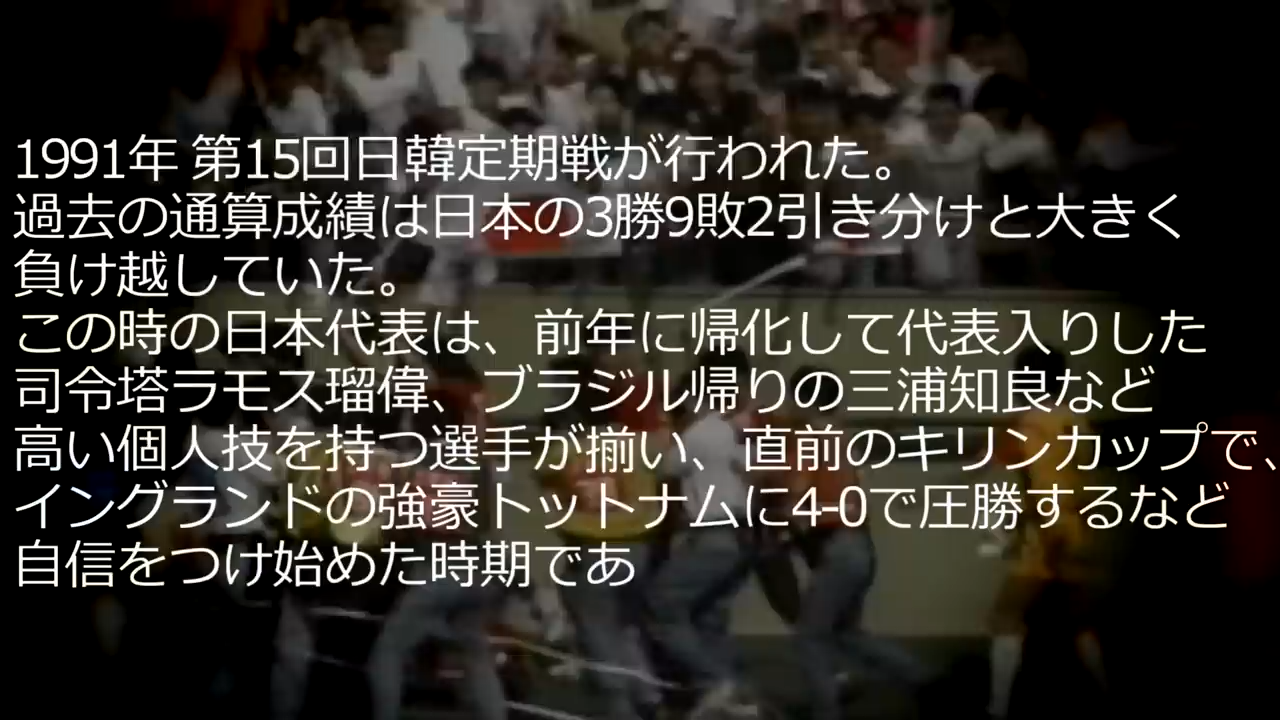 1991年 第15回日韓定期戦が行われた。
過去の通算成績は日本の3勝9敗2引き分けと大きく
負け越していた。
この時の日本代表は、前年に帰化して代表入りした
司令塔ラモス瑠偉、ブラジル帰りの三浦知良など
高い個人技を持つ選手が揃い、直前のキリンカップで、
イングランドの強豪トットナムに4-0で圧勝するなど
自信をつけ始めた時期であ